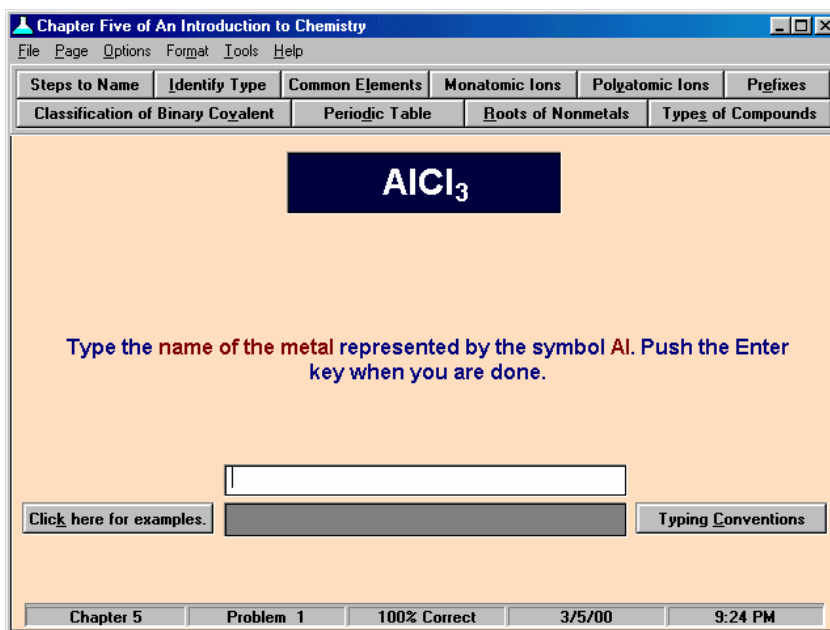 Chapter Five of An Introduction to Chemistry
File Page Options Format Tools Help
Steps to Name Identify Type Common Elements Monatomic Ions Polyatomic Ions Prefixes
Classification of Binary Covalent Periodic Table Roots of Nonmetals Types of Compounds
AlCl₃
Type the name of the metal represented by the symbol Al. Push the Enter
key when you are done.
Click here for examples. Typing Conventions
Chapter 5 Problem 1 100% Correct 3/5/00 9:24 PM